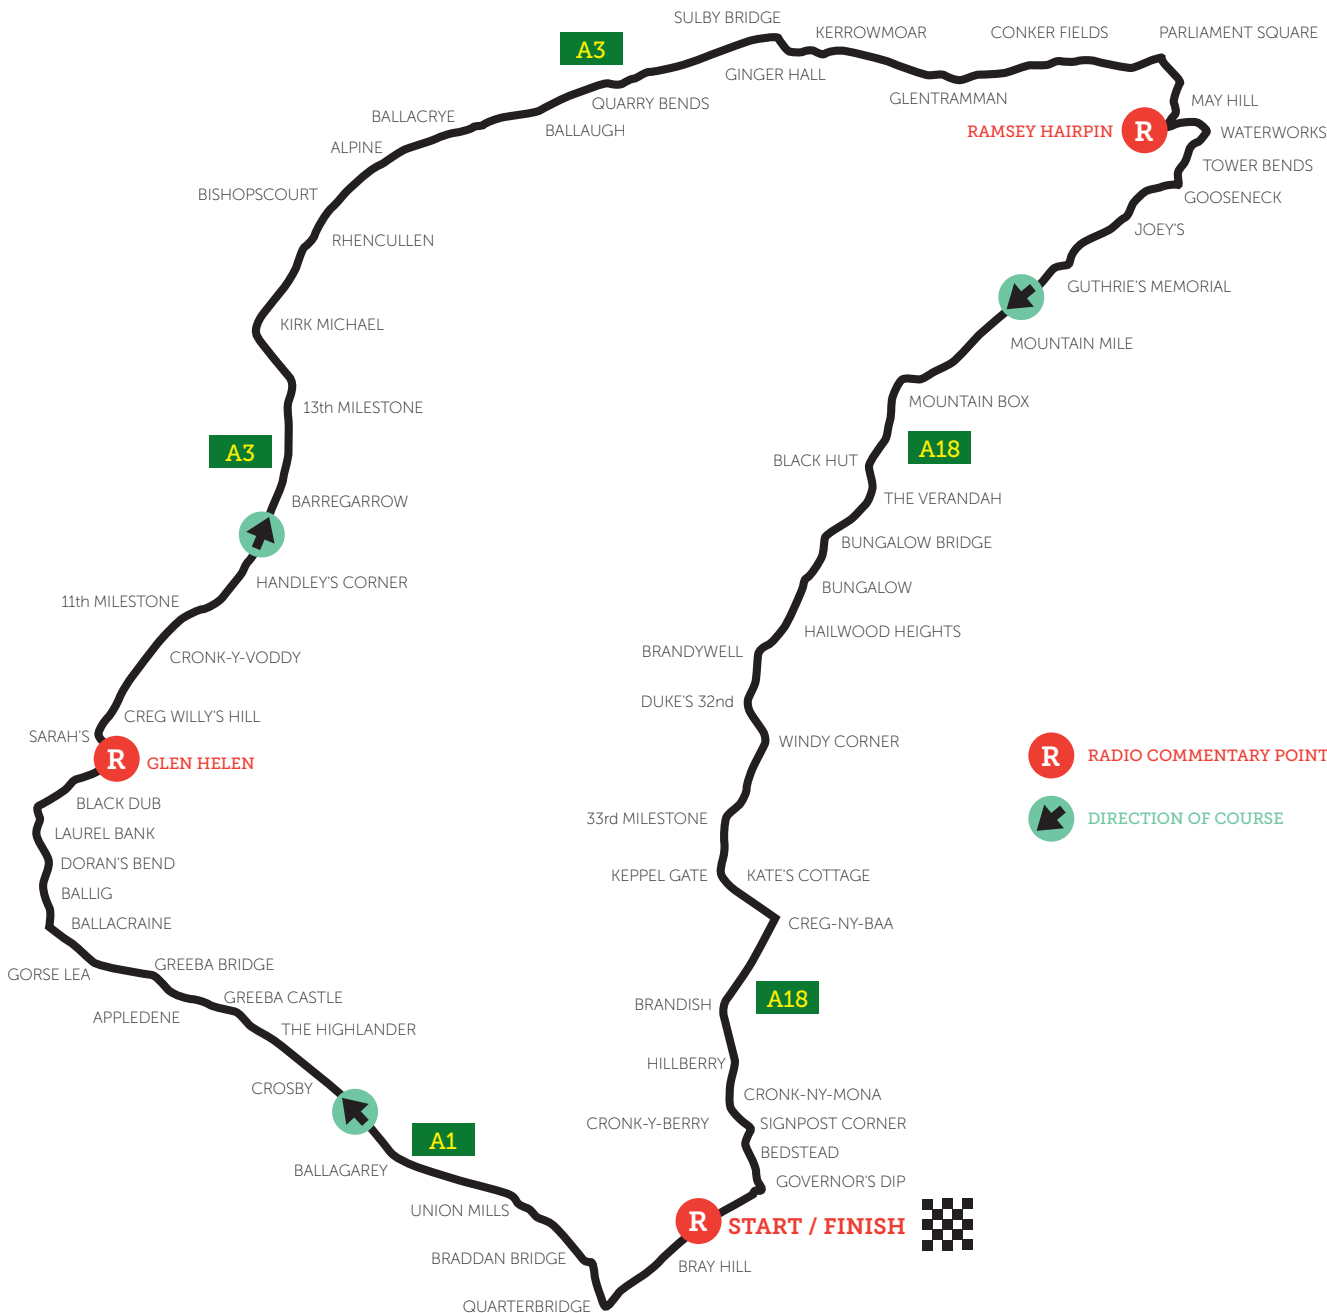 SULBY BRIDGE
KERROWMOAR
CONKER FIELDS
PARLIAMENT SQUARE
A3
GINGER HALL
GLENTRAMMAN
QUARRY BENDS
MAY HILL
BALLACRYE
BALLAUGH
RAMSEY HAIRPIN
R
WATERWORKS
ALPINE
TOWER BENDS
BISHOPSCOURT
GOOSENECK
JOEY'S
RHENCULLEN
GUTHRIE'S MEMORIAL
KIRK MICHAEL
MOUNTAIN MILE
MOUNTAIN BOX
13th MILESTONE
A3
A18
BLACK HUT
BARREGARROW
THE VERANDAH
BUNGALOW BRIDGE
HANDLEY'S CORNER
BUNGALOW
11th MILESTONE
HAILWOOD HEIGHTS
BRANDYWELL
CRONK-Y-VODDY
DUKE'S 32nd
CREG WILLY'S HILL
SARAH'S
WINDY CORNER
R
GLEN HELEN
R
RADIO COMMENTARY POINT
BLACK DUB
DIRECTION OF COURSE
33rd MILESTONE
LAUREL BANK
DORAN'S BEND
KEPPEL GATE
KATE'S COTTAGE
BALLIG
BALLACRAINE
CREG-NY-BAA
GREEBA BRIDGE
GORSE LEA
GREEBA CASTLE
A18
BRANDISH
APPLEDENE
THE HIGHLANDER
HILLBERRY
CROSBY
CRONK-NY-MONA
CRONK-Y-BERRY
SIGNPOST CORNER
A1
BEDSTEAD
BALLAGAREY
GOVERNOR'S DIP
UNION MILLS
R
START / FINISH
BRADDAN BRIDGE
BRAY HILL
QUARTERBRIDGE